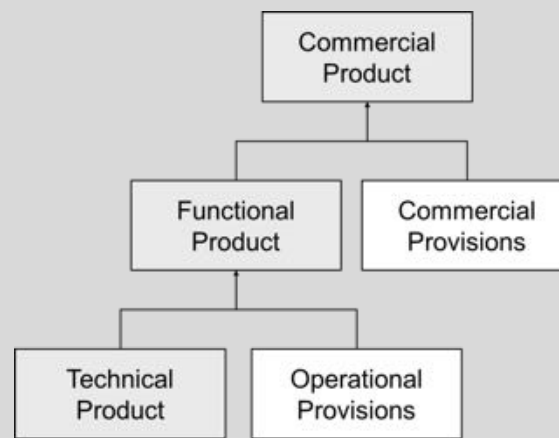 Commercial
Product
Functional
Product
Commercial
Provisions
Technical
Product
Operational
Provisions